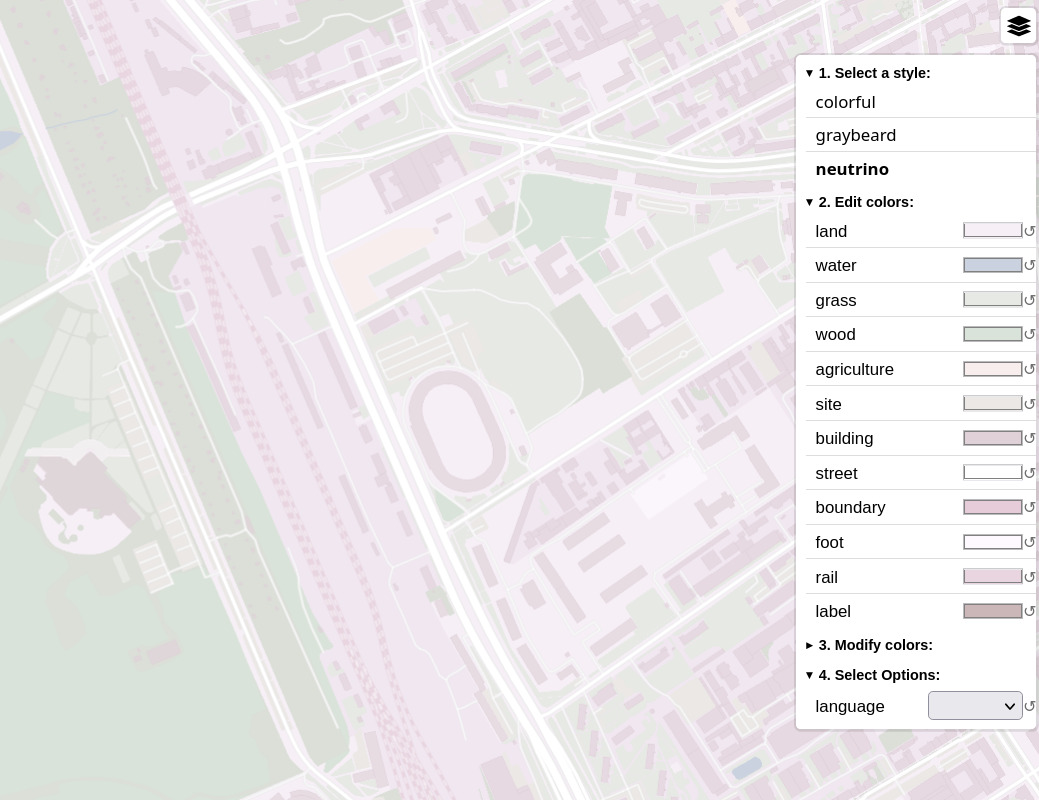 1. Select a style:
colorful
graybeard
neutrino
2. Edit colors:
land
water
grass
wood
agriculture
site
building
street
boundary
foot
rail
label
3. Modify colors:
4. Select Options:
language